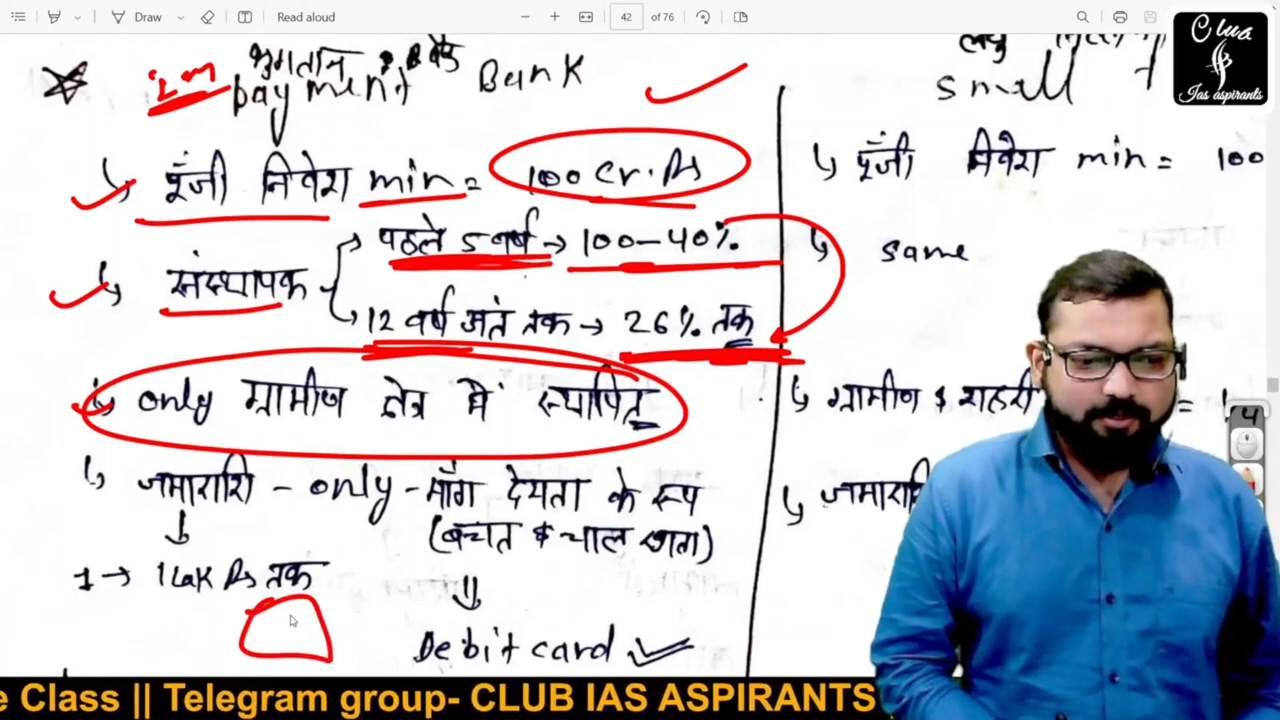 Draw
Read aloud
42 of 76
Club
Ias aspirants
Im
भुगतान बैंक
payment Bank
small
पूँजी निवेश min = 100 Cr. Rs
पूँजी निवेश min = 100
संस्थापक
पहले 5 वर्ष → 100-40%
12 वर्ष अंत तक → 26% तक
same
only ग्रामीण क्षेत्र में स्थापित
ग्रामीण & शहरी =
जमाराशि - only - माँग देयता के रूप
(बचत & चालू खाता)
1 → 1 Lak Rs तक
Debit card
e Class || Telegram group- CLUB IAS ASPIRANTS